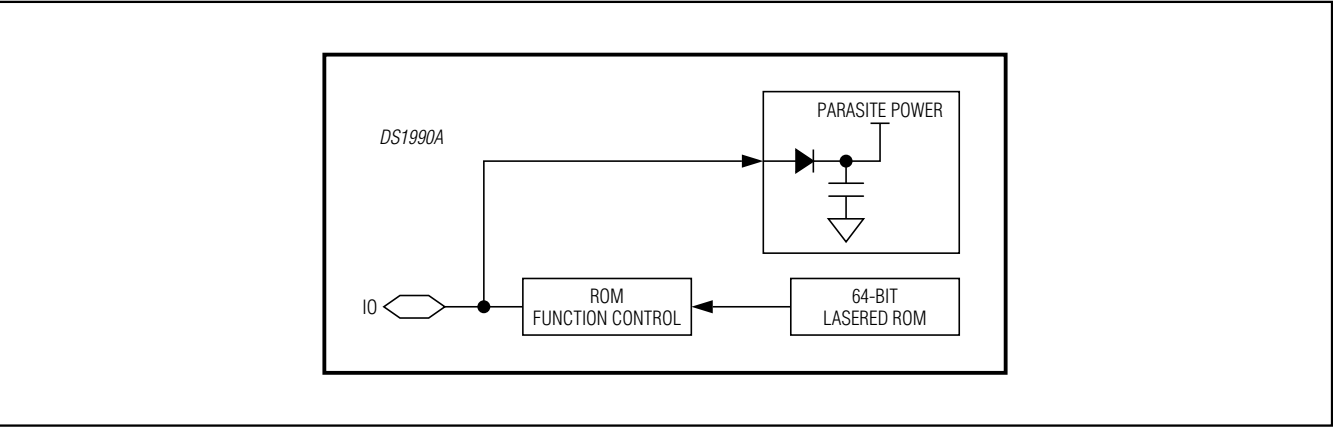 PARASITE POWER
DS1990A
IO
ROM
FUNCTION CONTROL
64-BIT
LASERED ROM